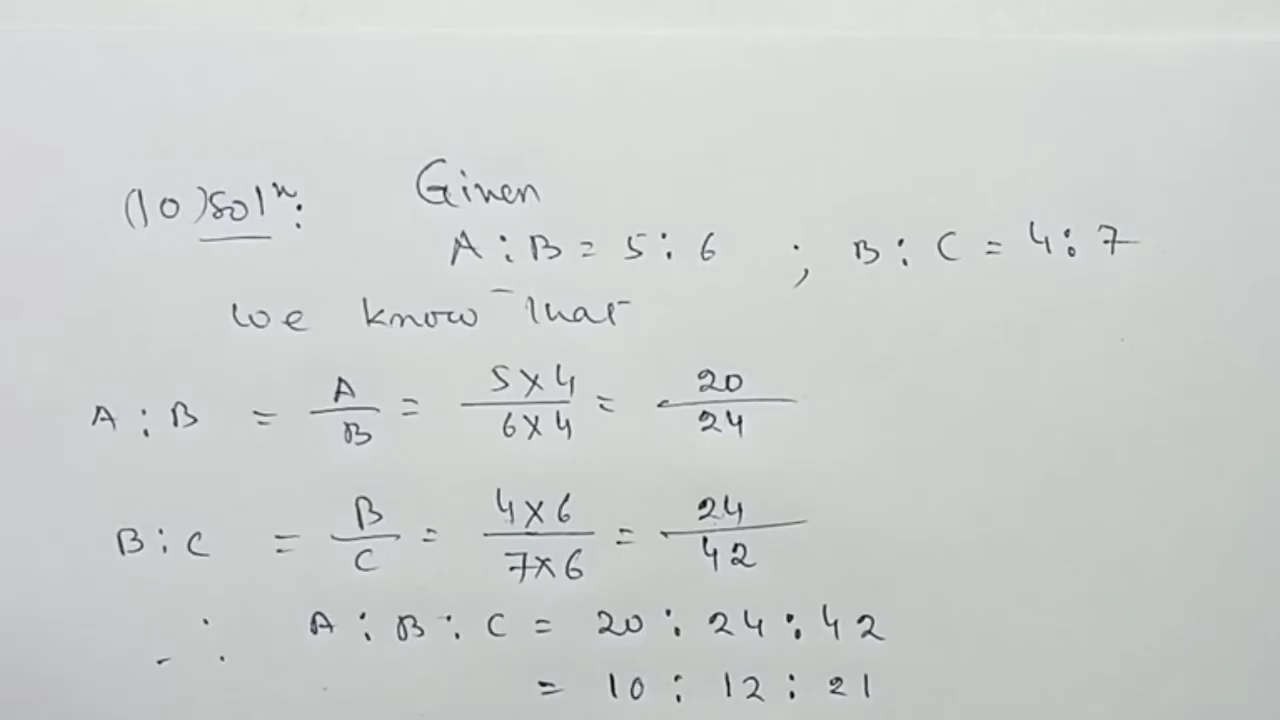 (10) Solⁿ: Given
A : B = 5 : 6 ; B : C = 4 : 7
We know that
A : B = A/B = 5 × 4 / 6 × 4 = 20/24
B : C = B/C = 4 × 6 / 7 × 6 = 24/42
∴ A : B : C = 20 : 24 : 42
= 10 : 12 : 21